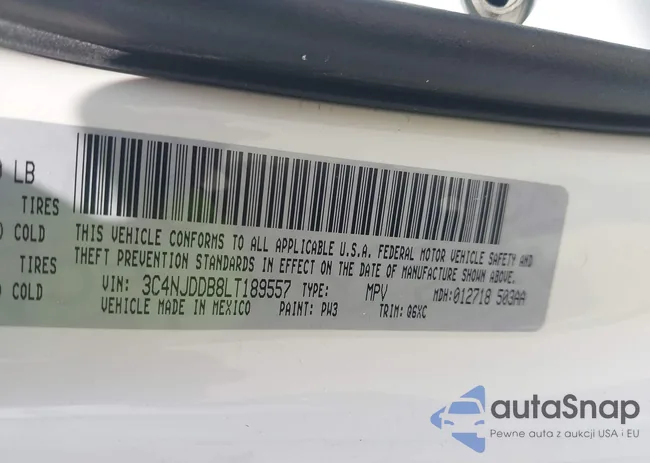 LB
TIRES
COLD
TIRES
COLD
THIS VEHICLE CONFORMS TO ALL APPLICABLE U.S.A. FEDERAL MOTOR VEHICLE SAFETY AND
THEFT PREVENTION STANDARDS IN EFFECT ON THE DATE OF MANUFACTURE SHOWN ABOVE.
VIN: 3C4NJDDB8LT189557 TYPE: MPV MDH:012718 503AA
VEHICLE MADE IN MEXICO PAINT: PW3 TRIM: Q6XC
autaSnap
Pewne auta z aukcji USA i EU